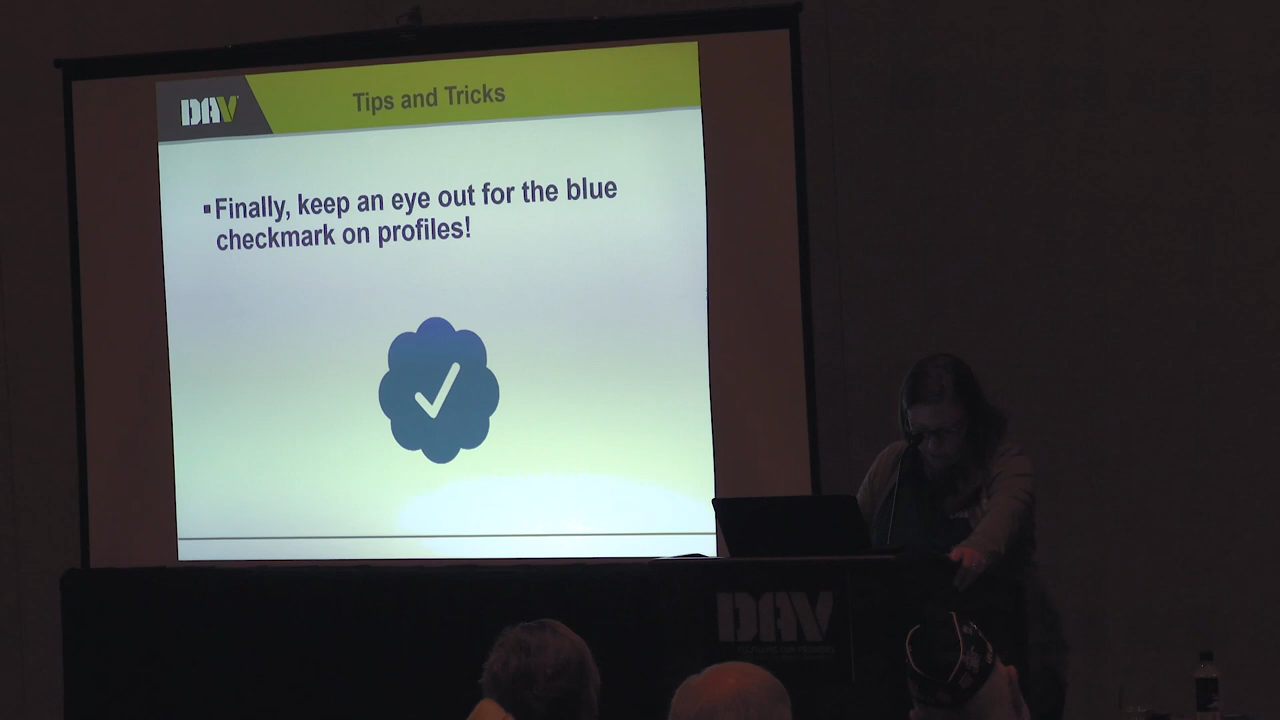 DAV
Tips and Tricks
▪Finally, keep an eye out for the blue
checkmark on profiles!
DAV